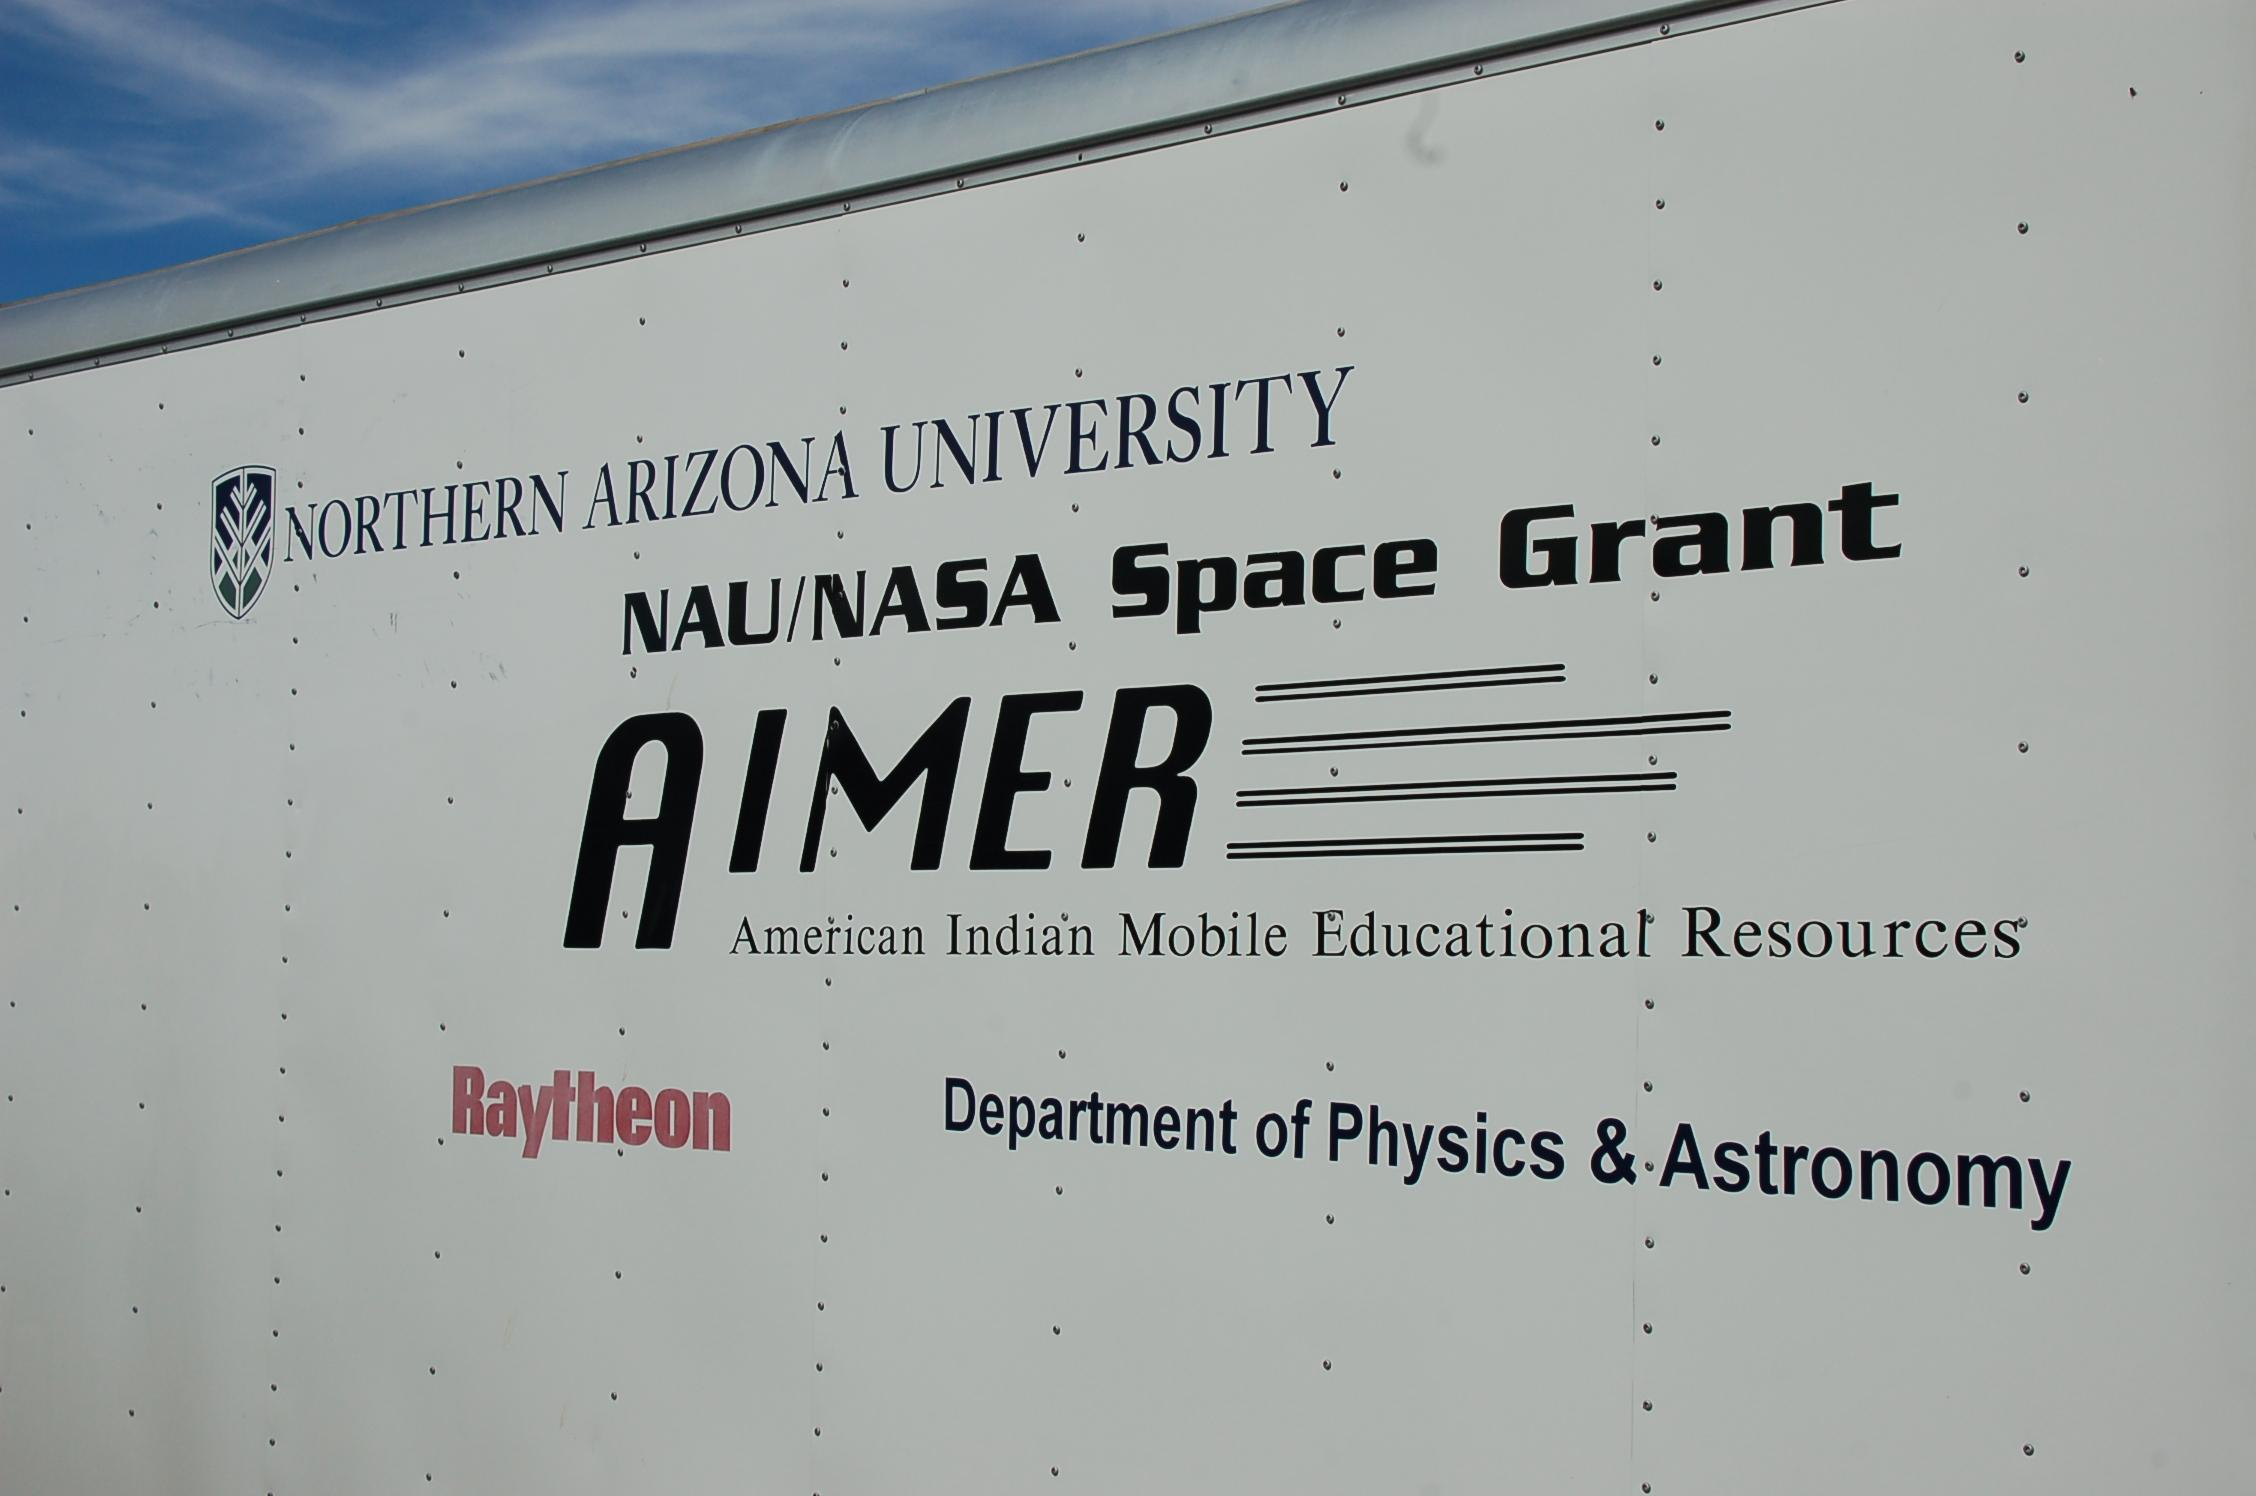 NORTHERN ARIZONA UNIVERSITY
NAU/NASA Space Grant
AIMER
American Indian Mobile Educational Resources
Raytheon
Department of Physics & Astronomy